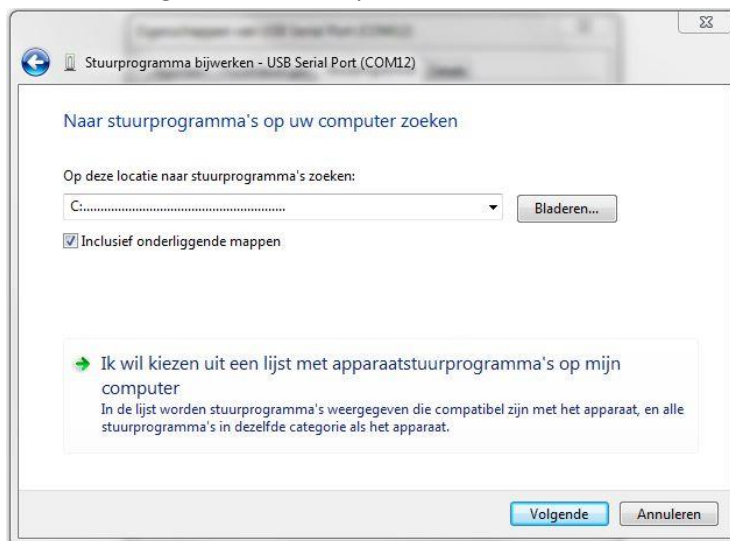 Stuurprogramma bijwerken - USB Serial Port (COM12)
Naar stuurprogramma's op uw computer zoeken
Op deze locatie naar stuurprogramma's zoeken:
C:........................................................
Bladeren...
Inclusief onderliggende mappen
Ik wil kiezen uit een lijst met apparaatstuurprogramma's op mijn
computer
In de lijst worden stuurprogramma's weergegeven die compatibel zijn met het apparaat, en alle
stuurprogramma's in dezelfde categorie als het apparaat.
Volgende
Annuleren